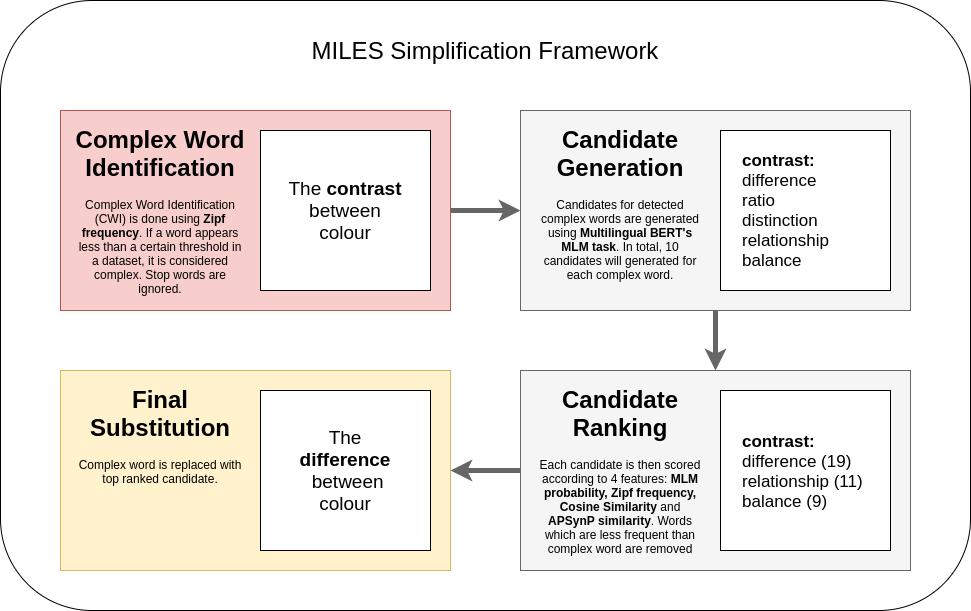 MILES Simplification Framework
Complex Word
Identification
Complex Word Identification
(CWI) is done using Zipf
frequency. If a word appears
less than a certain threshold in
a dataset, it is considered
complex. Stop words are
ignored.
The contrast
between
colour
Candidate
Generation
Candidates for detected
complex words are generated
using Multilingual BERT's
MLM task. In total, 10
candidates will generated for
each complex word.
contrast:
difference
ratio
distinction
relationship
balance
Final
Substitution
Complex word is replaced with
top ranked candidate.
The
difference
between
colour
Candidate
Ranking
Each candidate is then scored
according to 4 features: MLM
probability, Zipf frequency,
Cosine Similarity and
APSynP similarity. Words
which are less frequent than
complex word are removed
contrast:
difference (19)
relationship (11)
balance (9)